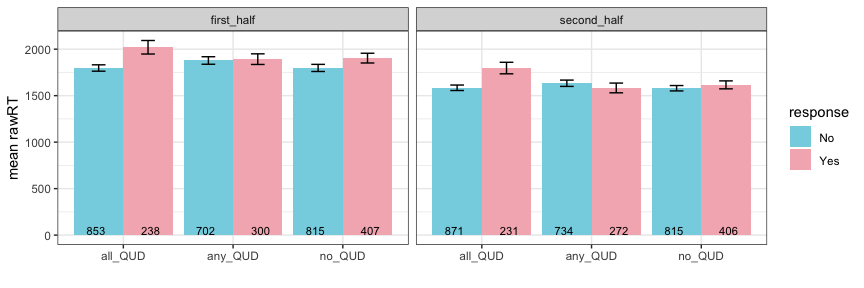 first_half
second_half
mean rawRT
2000
1500
1000
500
0
853 238 702 300 815 407
871 231 734 272 815 406
all_QUD any_QUD no_QUD
all_QUD any_QUD no_QUD
response
No
Yes